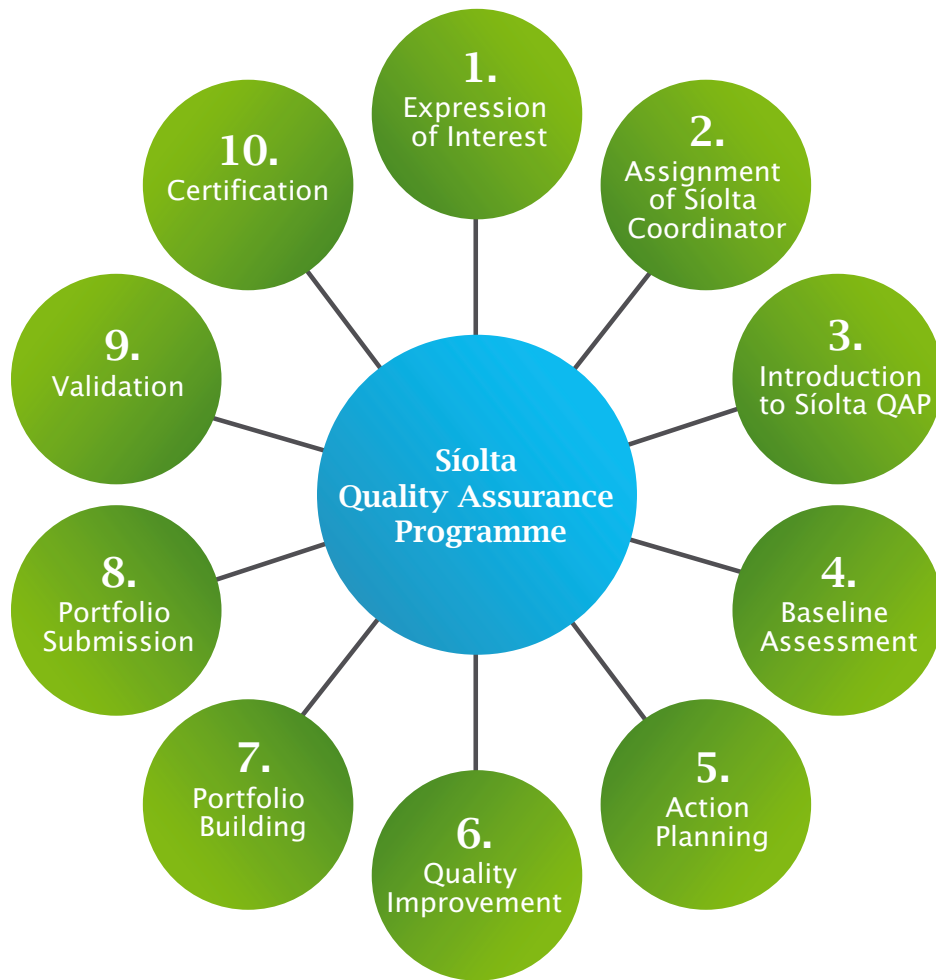 1.
Expression
of Interest
2.
Assignment
of Síolta
Coordinator
3.
Introduction
to Síolta QAP
4.
Baseline
Assessment
5.
Action
Planning
6.
Quality
Improvement
7.
Portfolio
Building
8.
Portfolio
Submission
9.
Validation
10.
Certification
Síolta
Quality Assurance
Programme